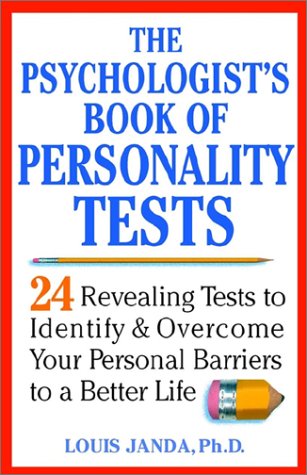 THE
PSYCHOLOGIST'S
BOOK OF
PERSONALITY
TESTS
24 Revealing Tests to
Identify & Overcome
Your Personal Barriers
to a Better Life
LOUIS JANDA, Ph.D.